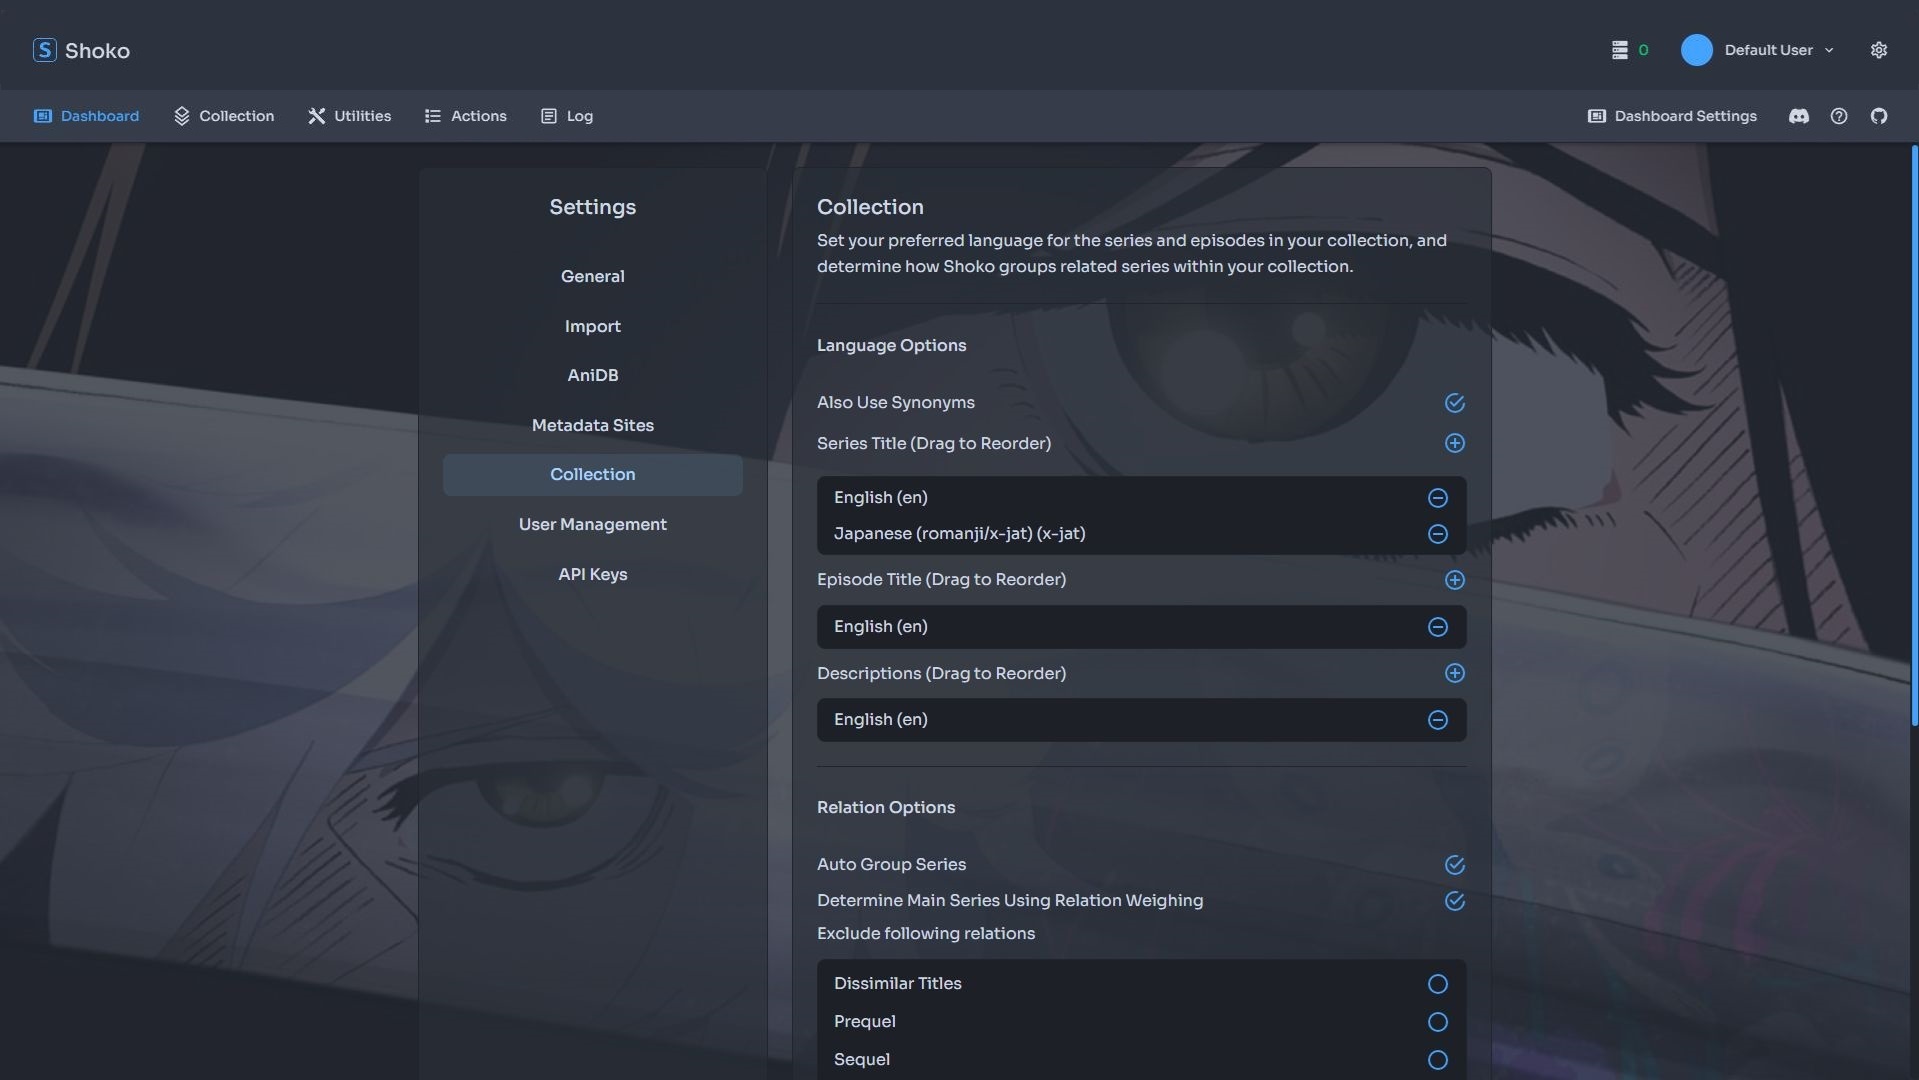 S Shoko
0
Default User
Dashboard
Collection
Utilities
Actions
Log
Dashboard Settings
Settings
General
Import
AniDB
Metadata Sites
Collection
User Management
API Keys
Collection
Set your preferred language for the series and episodes in your collection, and
determine how Shoko groups related series within your collection.
Language Options
Also Use Synonyms
Series Title (Drag to Reorder)
English (en)
Japanese (romanji/x-jat) (x-jat)
Episode Title (Drag to Reorder)
English (en)
Descriptions (Drag to Reorder)
English (en)
Relation Options
Auto Group Series
Determine Main Series Using Relation Weighing
Exclude following relations
Dissimilar Titles
Prequel
Sequel